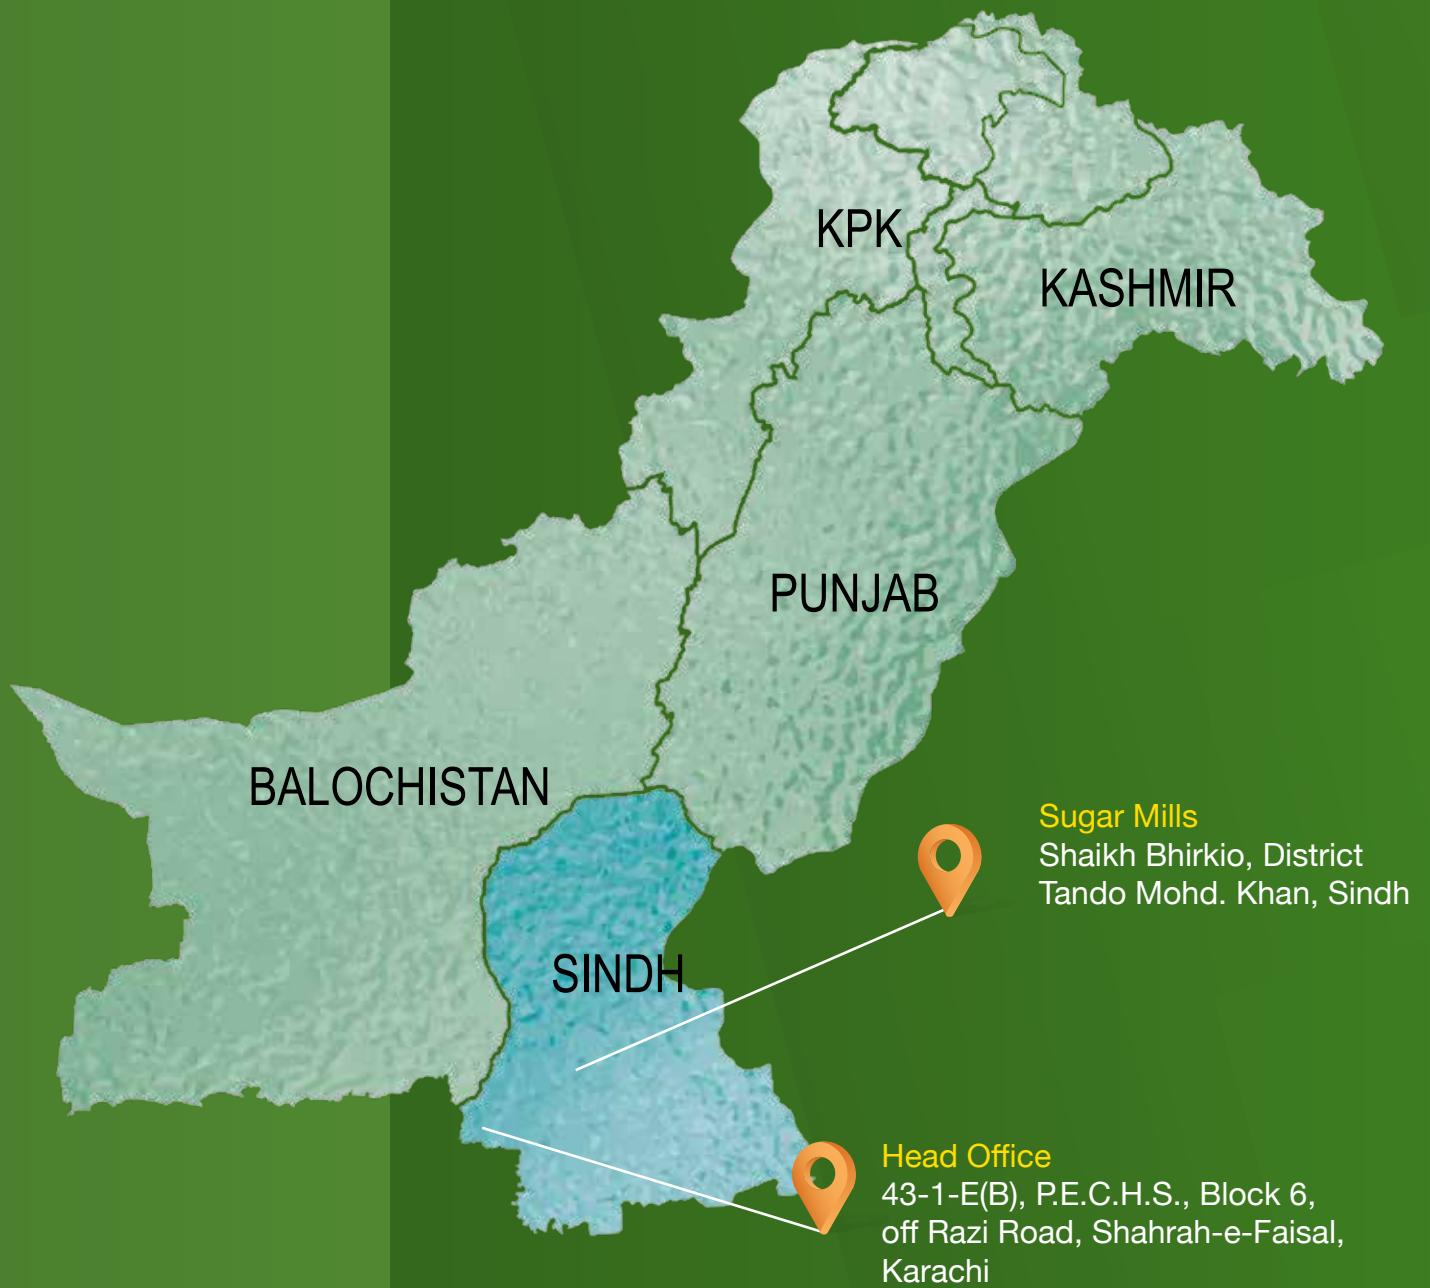 KPK
KASHMIR
PUNJAB
BALOCHISTAN
SINDH
Sugar Mills
Shaikh Bhirkio, District
Tando Mohd. Khan, Sindh
Head Office
43-1-E(B), P.E.C.H.S., Block 6,
off Razi Road, Shahrah-e-Faisal,
Karachi